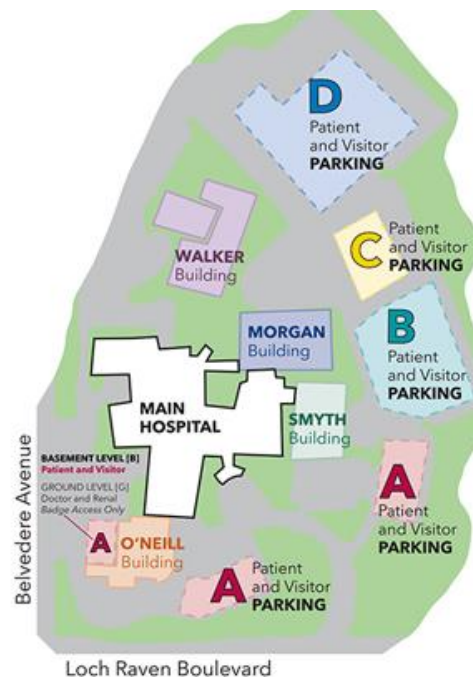 D
Patient
and Visitor
PARKING
C
Patient
and Visitor
PARKING
WALKER
Building
B
Patient
and Visitor
PARKING
MORGAN
Building
MAIN
HOSPITAL
SMYTH
Building
BASEMENT LEVEL [B]
Patient and Visitor
GROUND LEVEL [G]
Doctor and Renal
Badge Access Only
A
O'NEILL
Building
A
Patient
and Visitor
PARKING
A
Patient
and Visitor
PARKING
Belvedere Avenue
Loch Raven Boulevard